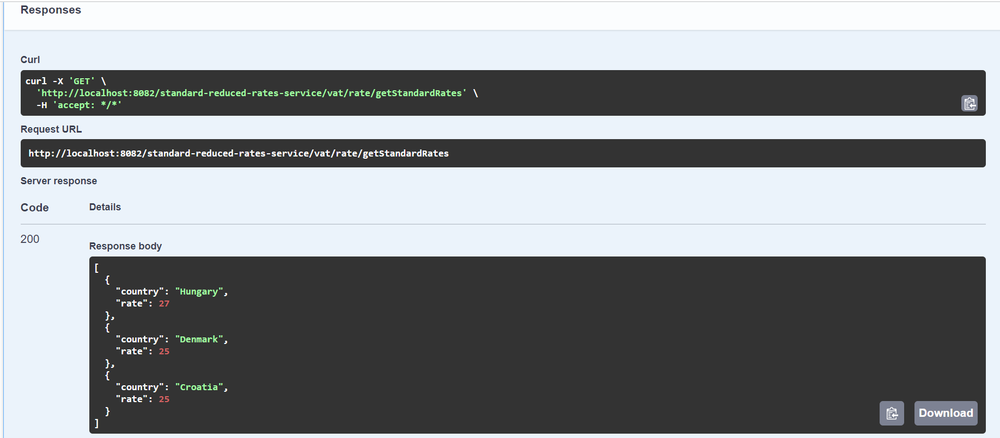 Responses
Curl
curl -X 'GET' \
  'http://localhost:8082/standard-reduced-rates-service/vat/rate/getStandardRates' \
  -H 'accept: */*'
Request URL
http://localhost:8082/standard-reduced-rates-service/vat/rate/getStandardRates
Server response
Code Details
200
Response body
[
  {
    "country": "Hungary",
    "rate": 27
  },
  {
    "country": "Denmark",
    "rate": 25
  },
  {
    "country": "Croatia",
    "rate": 25
  }
]
Download